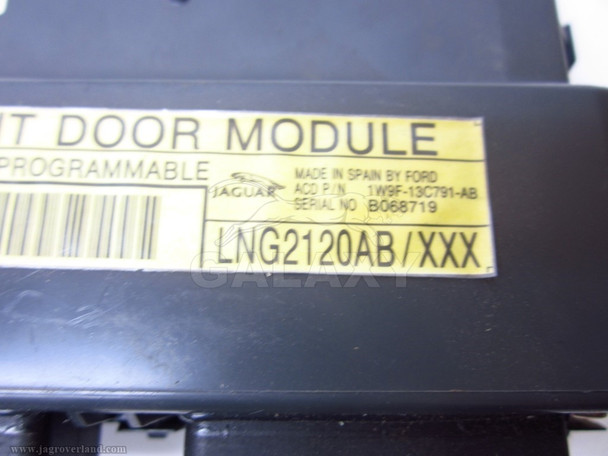 IT DOOR MODULE
PROGRAMMABLE
MADE IN SPAIN BY FORD
ACD P/N 1W9F-13C791-AB
JAGUAR SERIAL NO B068719
LNG2120AB/XXX
GALAXY
www.jagroverland.com